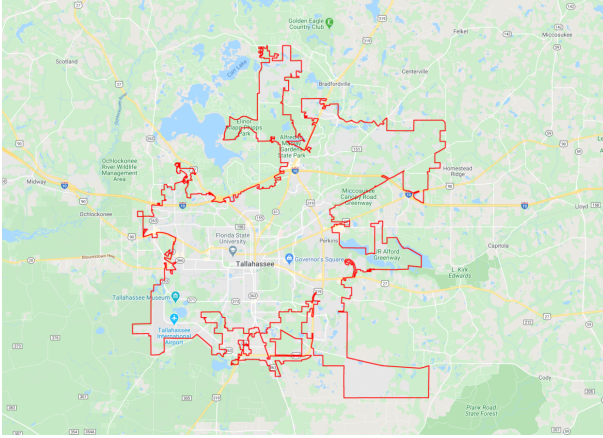 Golden Eagle
Country Club
Felkel
Miccosukee
Scotland
Carr Lake
Centerville
Bradfordville
Elinor
Klapp-Phipps
Park
Alfred B
Maclay
Gardens
State Park
Ochlockonee
River Wildlife
Management
Area
Homestead
Ridge
Midway
Miccosukee
Canopy Road
Greenway
Lloyd
Ochlockonee
Florida State
University
Perkins
Capitola
JR Alford
Greenway
Tallahassee
Governor's Square
L. Kirk
Edwards
Tallahassee Museum
Tallahassee
International
Airport
Cody
Plank Road
State Forest